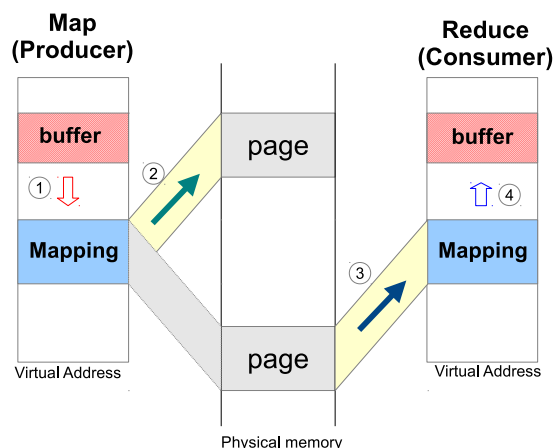 Map
(Producer)
Reduce
(Consumer)
buffer
page
buffer
1
2
4
Mapping
3
Mapping
page
Virtual Address
Virtual Address
Physical memory